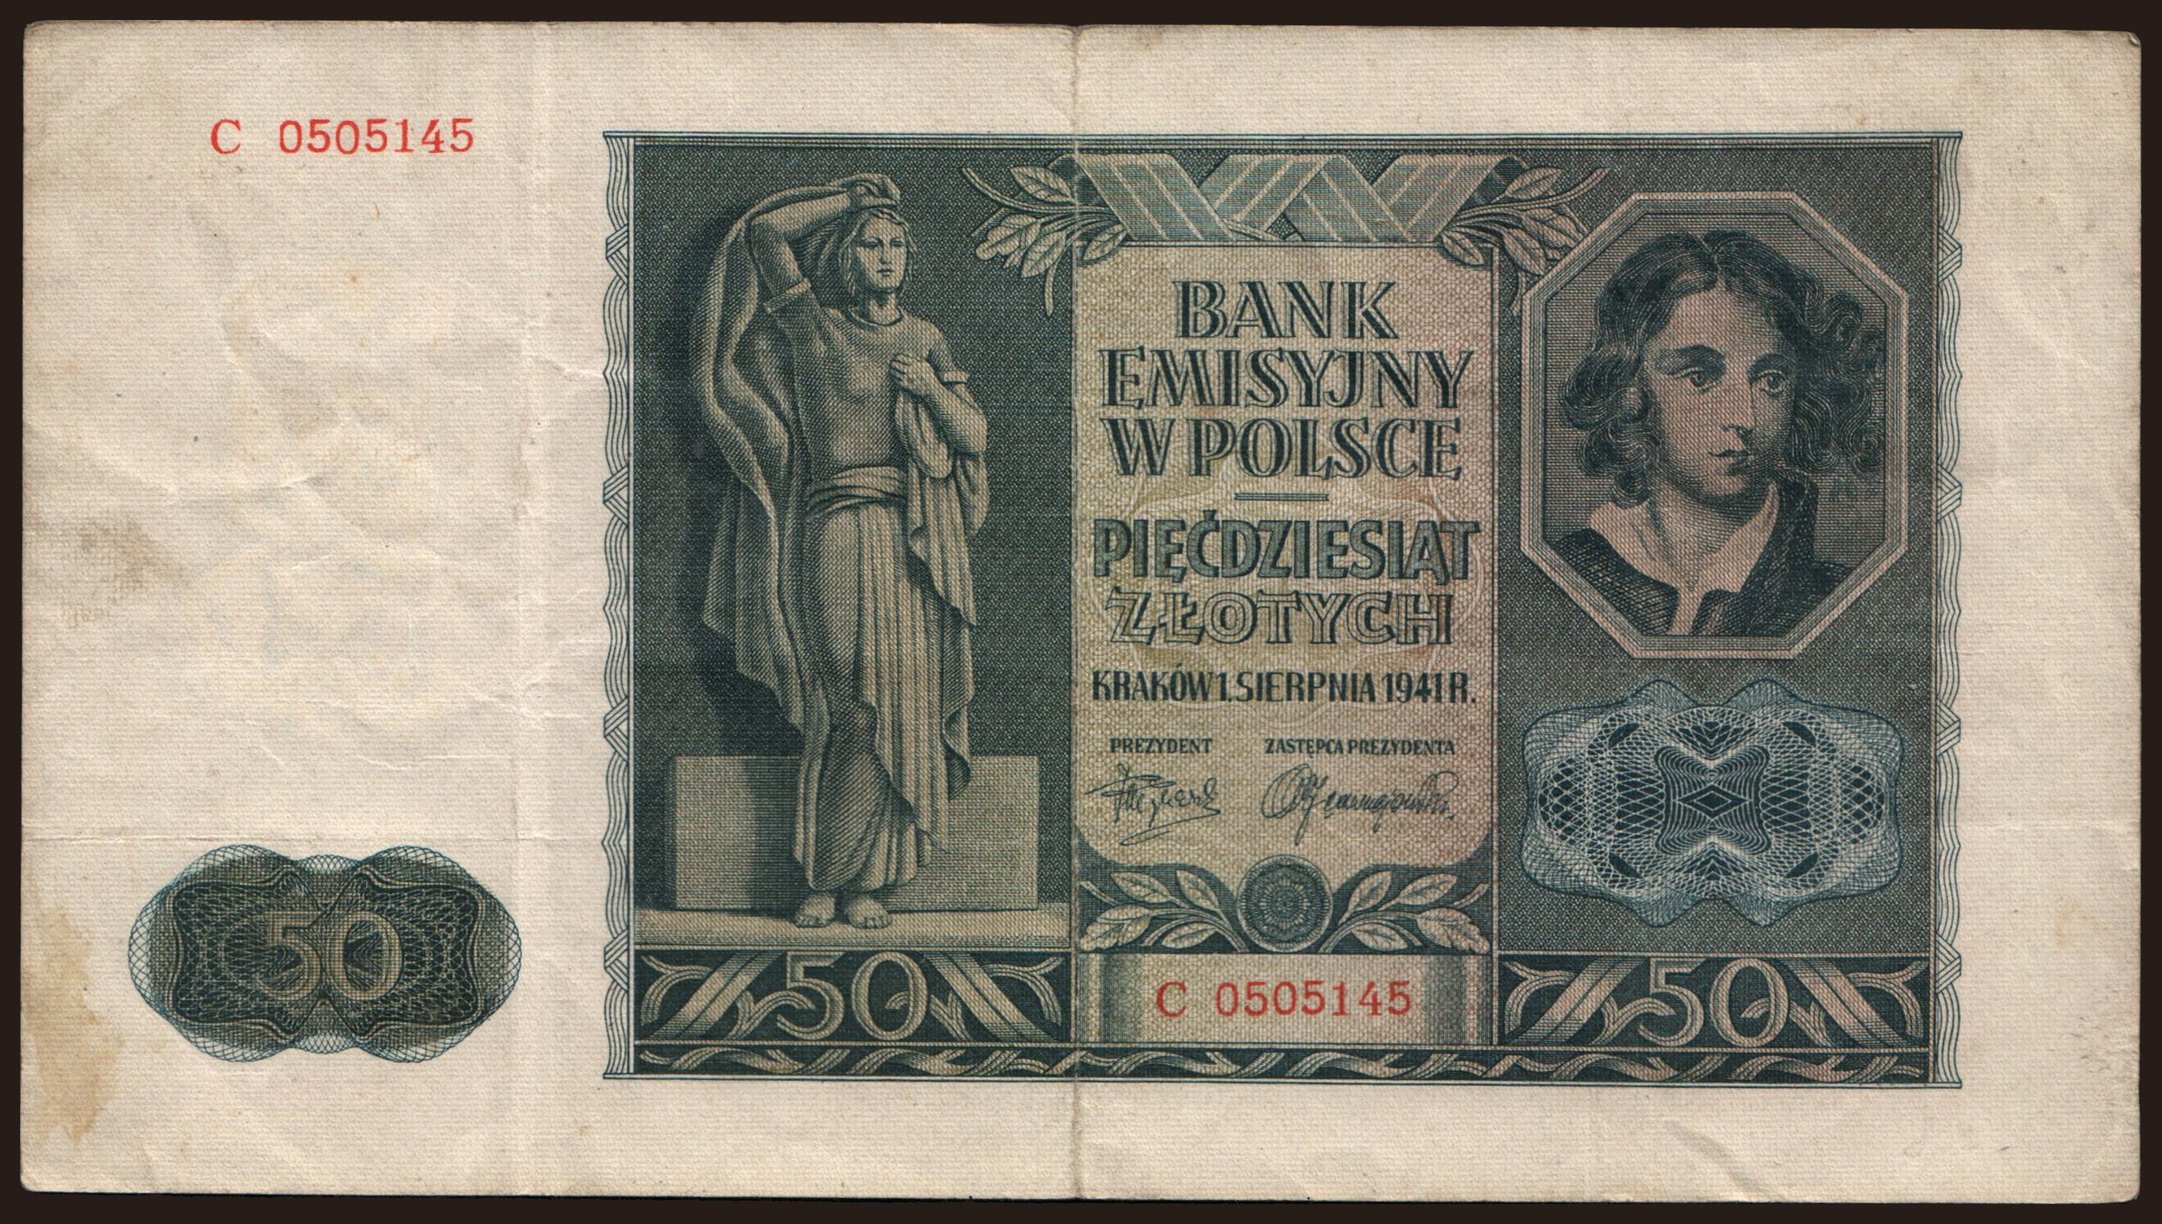 C 0505145
BANK
EMISYJNY
W POLSCE
PIĘĆDZIESIĄT
ZŁOTYCH
KRAKÓW 1. SIERPNIA 1941 R.
PREZYDENT ZASTĘPCA PREZYDENTA
50
50
C 0505145
50